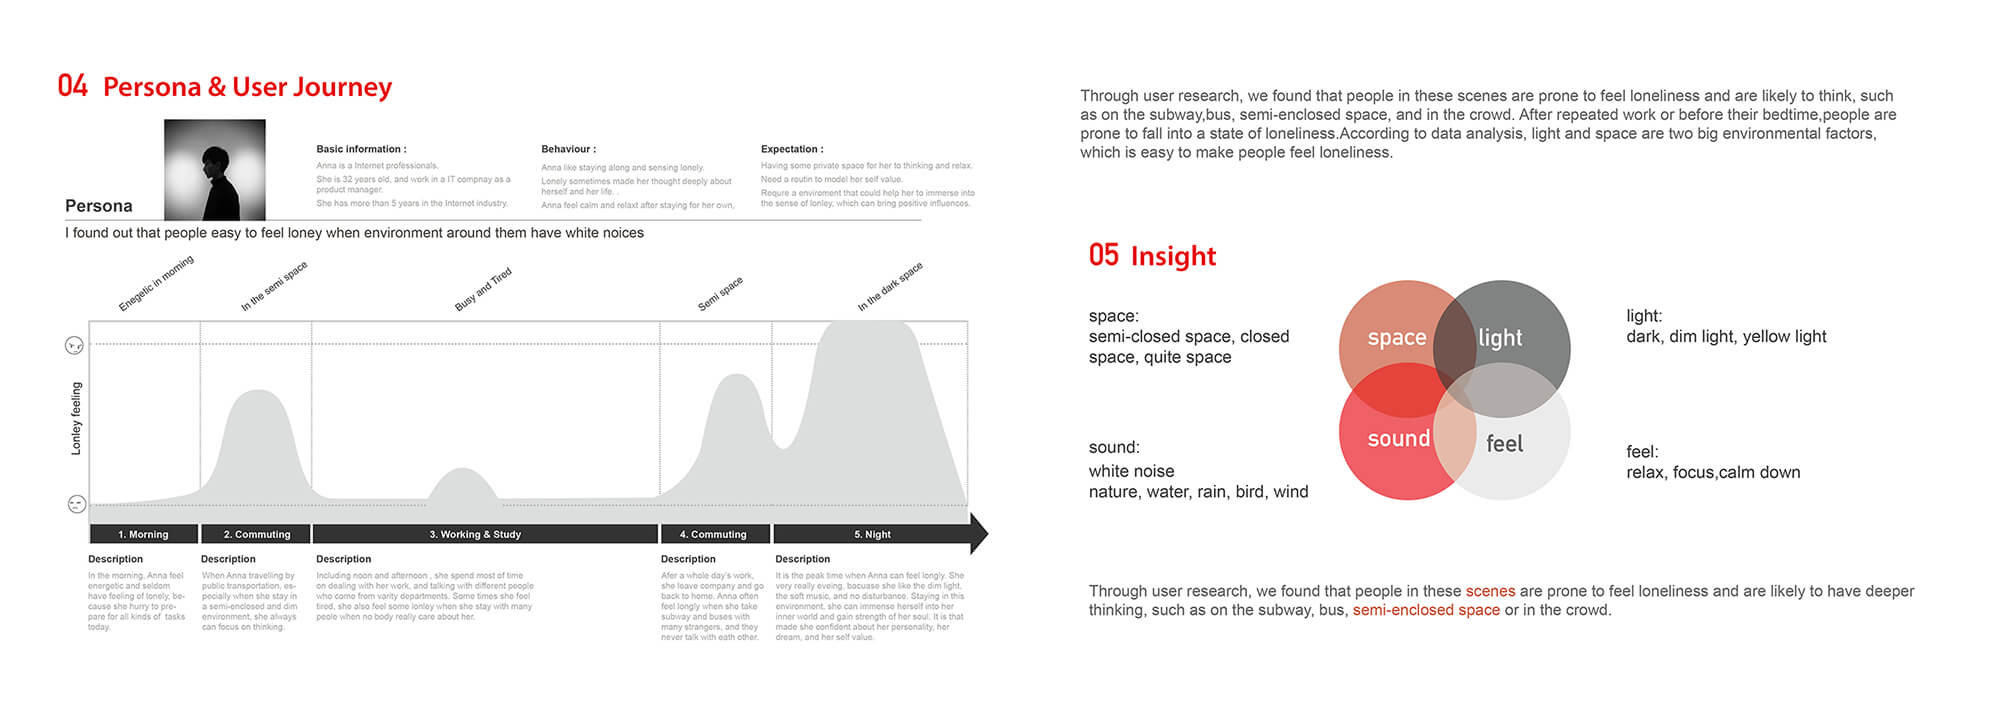 04 Persona & User Journey
Persona
Basic information :
Anna is a Internet professionals.
She is 32 years old, and work in a IT compnay as a
product manager.
She has more than 5 years in the Internet industry.
Behaviour :
Anna like staying along and sensing lonely.
Lonely sometimes made her thought deeply about
herself and her life. .
Anna feel calm and relaxt after staying for her own,
Expectation :
Having some private space for her to thinking and relax.
Need a routin to model her self value.
Requre a enviroment that could help her to immerse into
the sense of lonley, which can bring positive influences.
I found out that people easy to feel loney when environment around them have white noices
Enegetic in morning
In the semi space
Busy and Tired
Semi space
In the dark space
Lonley feeling
1. Morning
2. Commuting
3. Working & Study
4. Commuting
5. Night
Description
In the morning, Anna feel
energetic and seldom
have feeling of lonely, be-
cause she hurry to pre-
pare for all kinds of tasks
today.
Description
When Anna travelling by
public transportation, es-
pecially when she stay in
a semi-enclosed and dim
environment, she always
can focus on thinking.
Description
Including noon and afternoon , she spend most of time
on dealing with her work, and talking with different people
who come from varity departments. Some times she feel
tired, she also feel some lonley when she stay with many
peole when no body really care about her.
Description
Afer a whole day's work,
she leave company and go
back to home. Anna often
feel longly when she take
subway and buses with
many strangers, and they
never talk with eath other.
Description
It is the peak time when Anna can feel longly. She
very really eveing, bacuase she like the dim light,
the soft music, and no disturbance. Staying in this
environment, she can immense herself into her
inner world and gain strength of her soul. It is that
made she confident about her personality, her
dream, and her self value.
Through user research, we found that people in these scenes are prone to feel loneliness and are likely to think, such
as on the subway,bus, semi-enclosed space, and in the crowd. After repeated work or before their bedtime,people are
prone to fall into a state of loneliness.According to data analysis, light and space are two big environmental factors,
which is easy to make people feel loneliness.
05 Insight
space:
semi-closed space, closed
space, quite space
sound:
white noise
nature, water, rain, bird, wind
space
light
sound
feel
light:
dark, dim light, yellow light
feel:
relax, focus,calm down
Through user research, we found that people in these scenes are prone to feel loneliness and are likely to have deeper
thinking, such as on the subway, bus, semi-enclosed space or in the crowd.